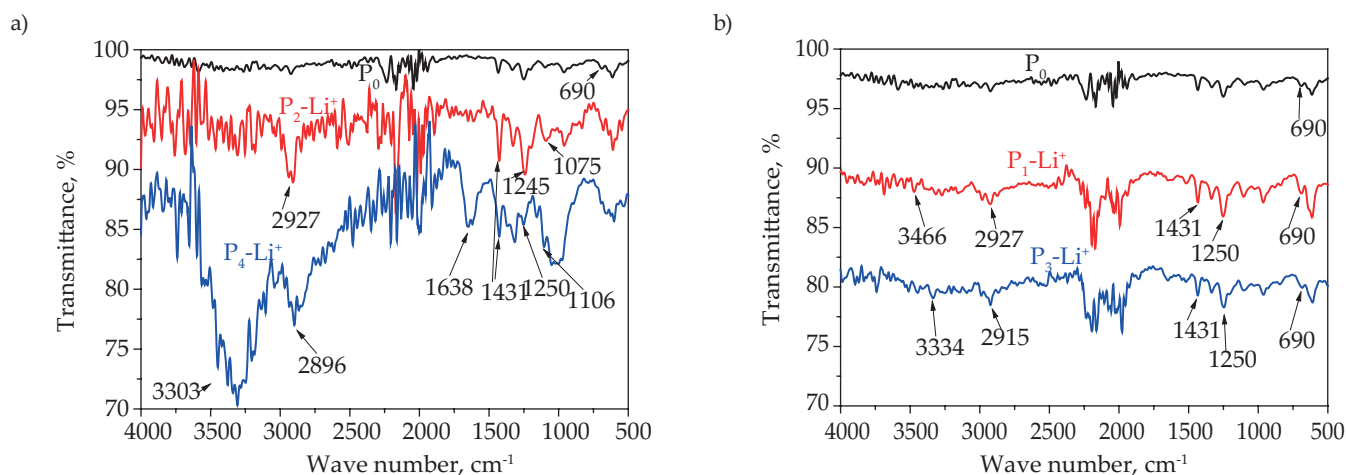 a)
Transmittance, %
100
95
90
85
80
75
70
P₀
690
P₂-Li⁺
2927
1245
1075
P₄-Li⁺
1638
1431
1250
1106
2896
3303
4000 3500 3000 2500 2000 1500 1000 500
Wave number, cm⁻¹
b)
Transmittance, %
100
95
90
85
80
75
70
P₀
690
P₁-Li⁺
3466
2927
1431
1250
690
P₃-Li⁺
3334
2915
1431
1250
690
4000 3500 3000 2500 2000 1500 1000 500
Wave number, cm⁻¹